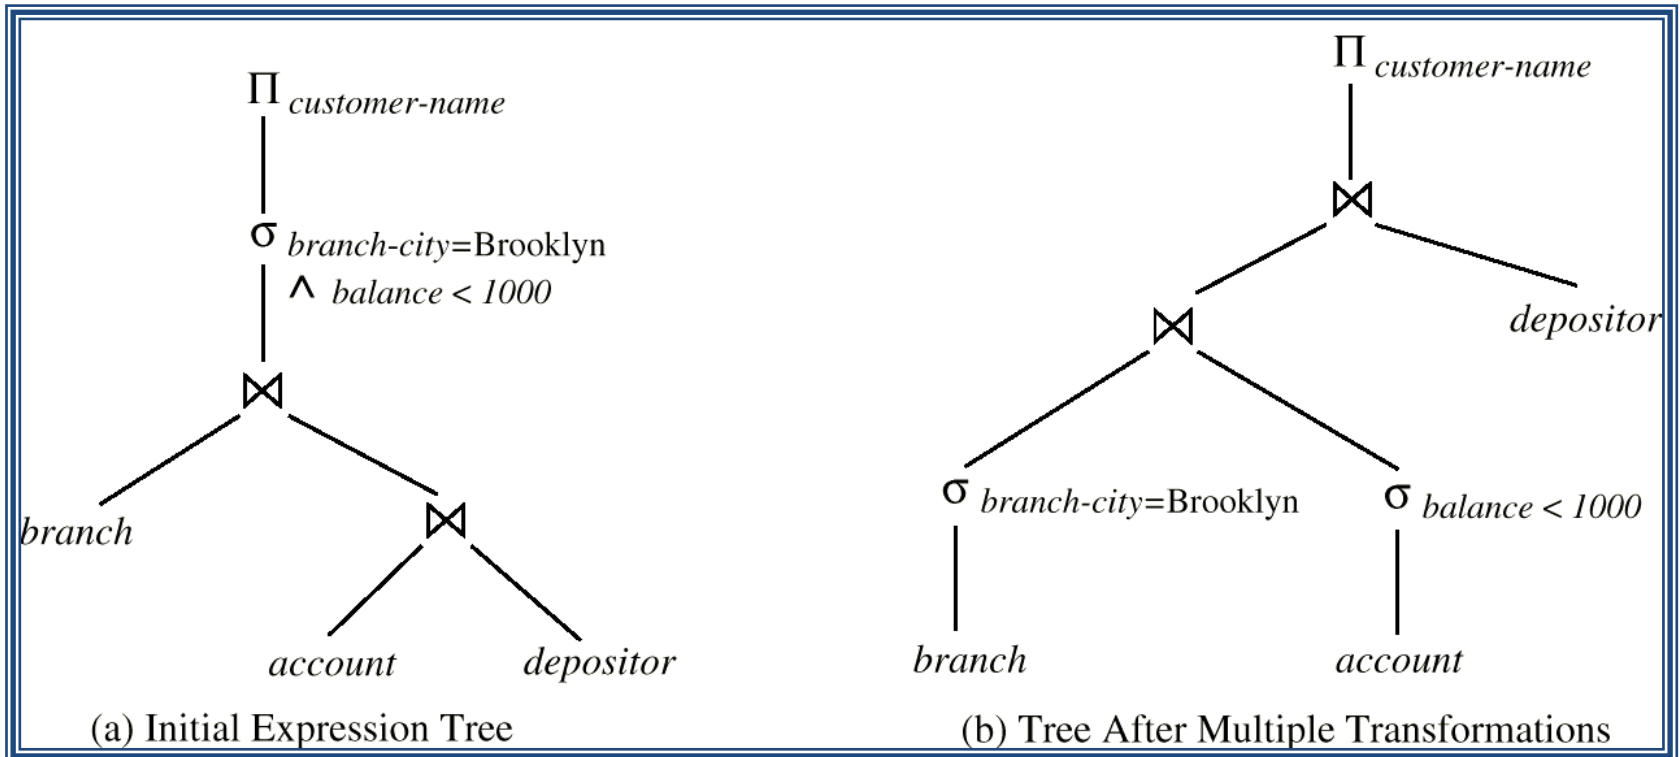 Π customer-name
σ branch-city=Brooklyn
∧ balance < 1000
⋈
branch
⋈
account depositor
(a) Initial Expression Tree
Π customer-name
⋈
depositor
⋈
σ branch-city=Brooklyn
σ balance < 1000
branch
account
(b) Tree After Multiple Transformations